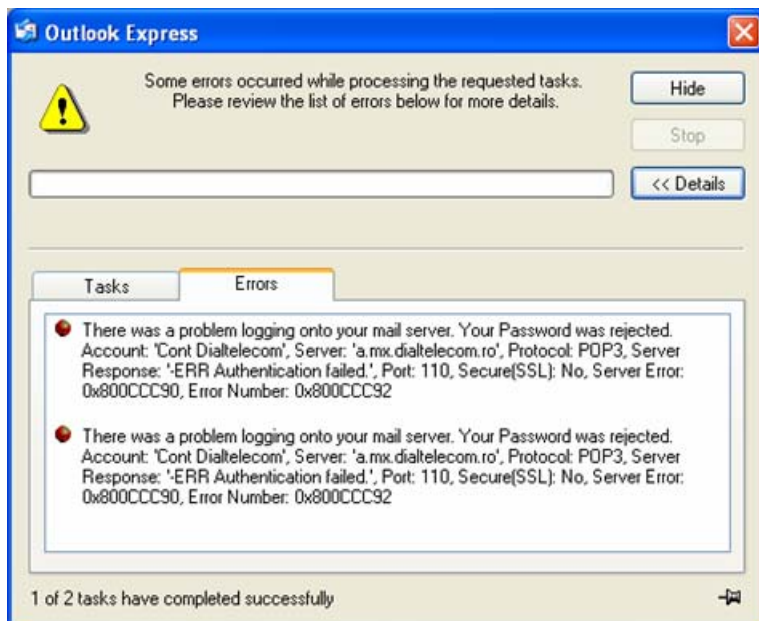 Outlook Express
Some errors occurred while processing the requested tasks.
Please review the list of errors below for more details.
Hide
Stop
<< Details
Tasks
Errors
There was a problem logging onto your mail server. Your Password was rejected.
Account: 'Cont Dialtelecom', Server: 'a.mx.dialtelecom.ro', Protocol: POP3, Server
Response: '-ERR Authentication failed.', Port: 110, Secure(SSL): No, Server Error:
0x800CCC90, Error Number: 0x800CCC92
There was a problem logging onto your mail server. Your Password was rejected.
Account: 'Cont Dialtelecom', Server: 'a.mx.dialtelecom.ro', Protocol: POP3, Server
Response: '-ERR Authentication failed.', Port: 110, Secure(SSL): No, Server Error:
0x800CCC90, Error Number: 0x800CCC92
1 of 2 tasks have completed successfully